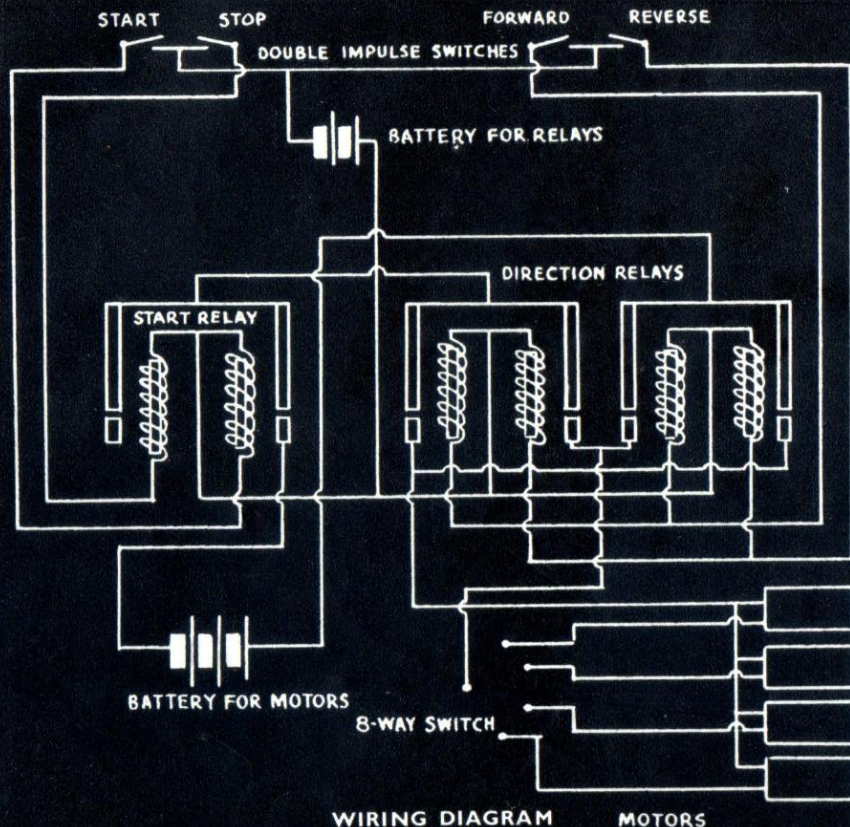 START STOP FORWARD REVERSE
DOUBLE IMPULSE SWITCHES
BATTERY FOR RELAYS
DIRECTION RELAYS
START RELAY
BATTERY FOR MOTORS
8-WAY SWITCH
WIRING DIAGRAM MOTORS